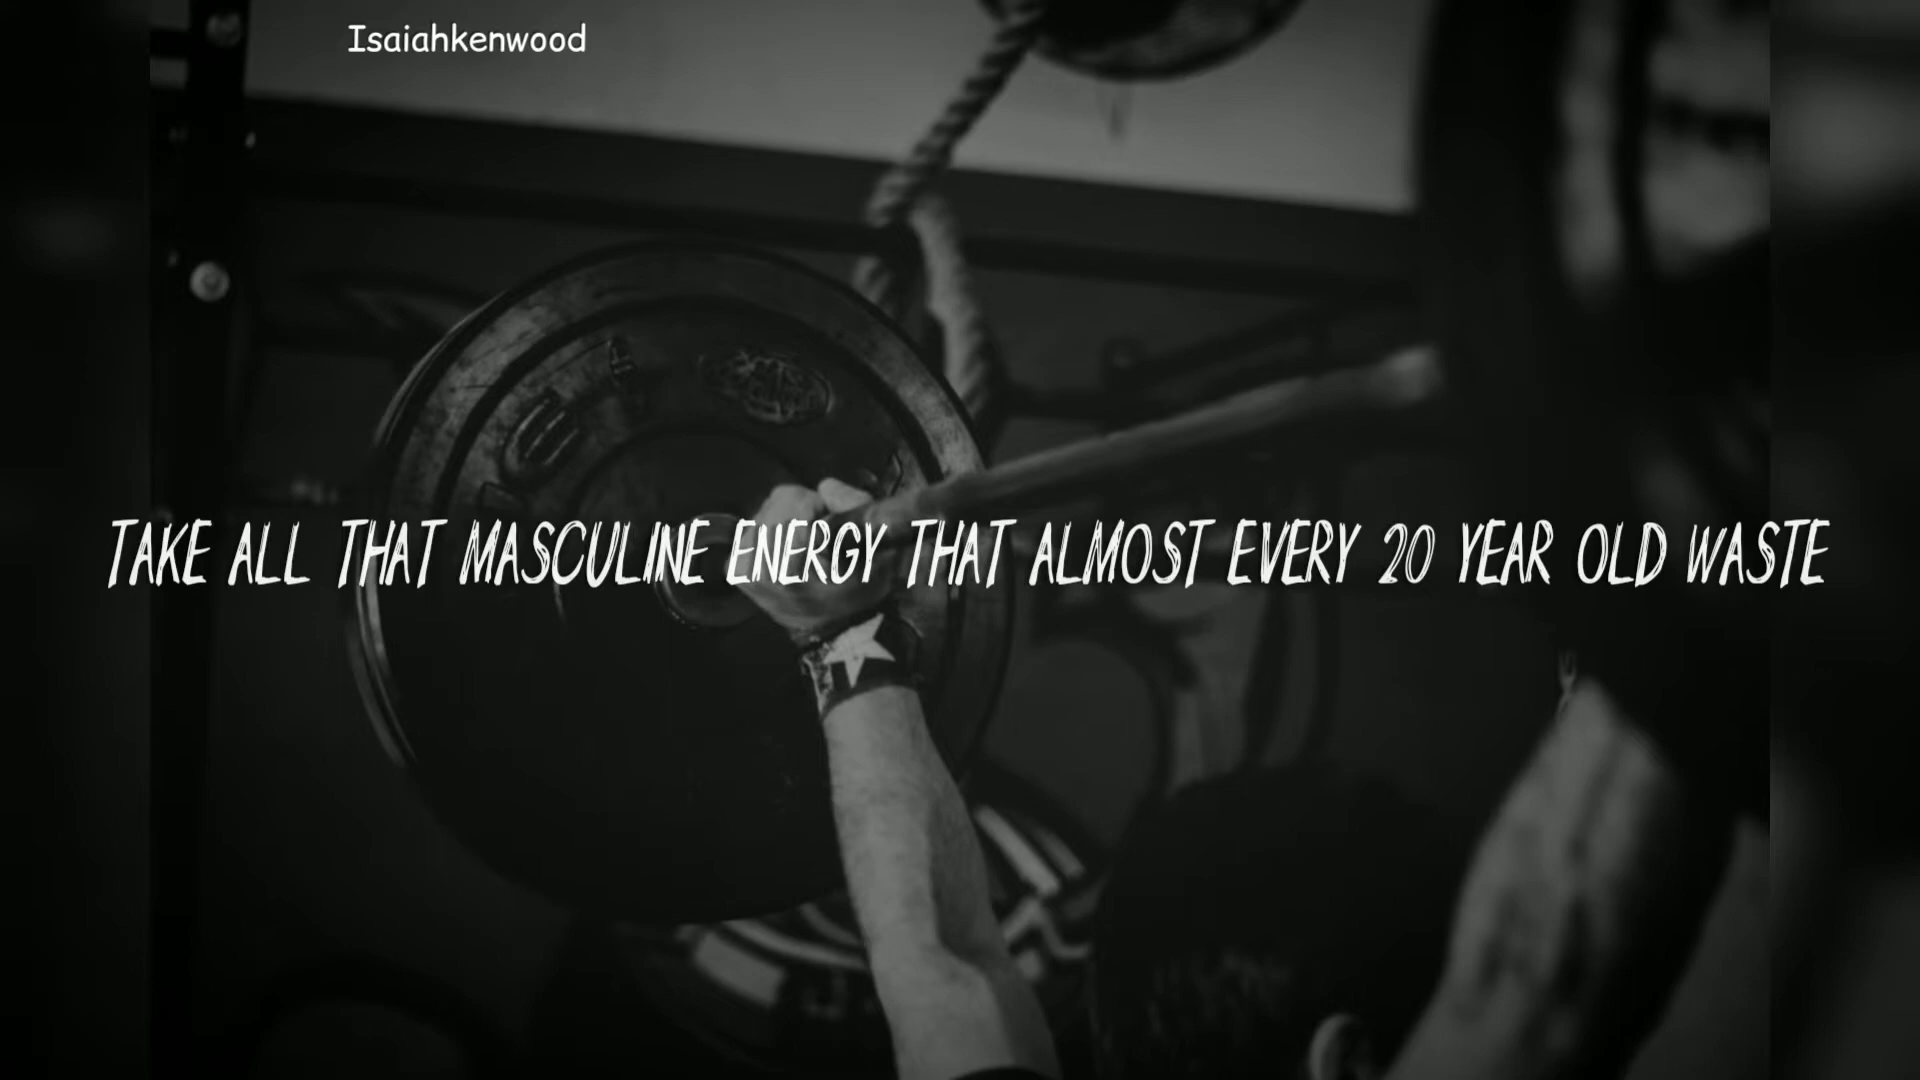 Isaiahkenwood
TAKE ALL THAT MASCULINE ENERGY THAT ALMOST EVERY 20 YEAR OLD WASTE